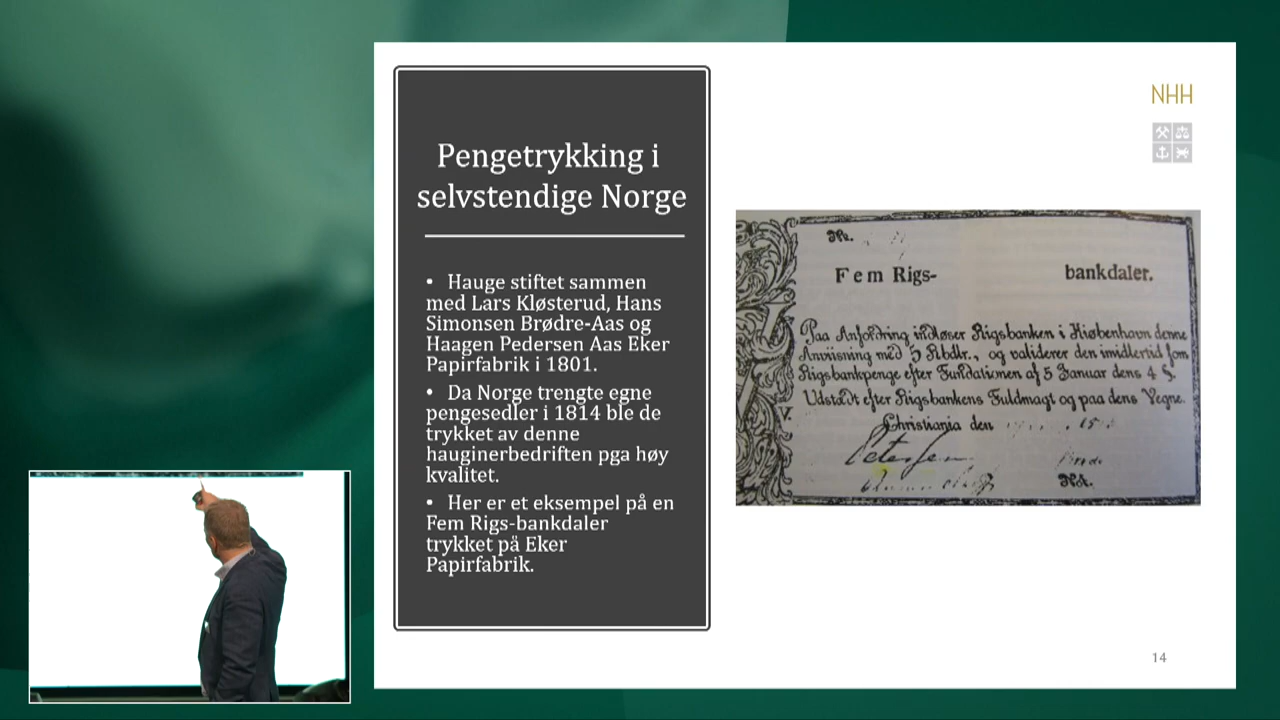 Pengetrykking i
selvstendige Norge
• Hauge stiftet sammen
med Lars Kløsterud, Hans
Simonsen Brødre-Aas og
Haagen Pedersen Aas Eker
Papirfabrik i 1801.
• Da Norge trengte egne
pengesedler i 1814 ble de
trykket av denne
hauginerbedriften pga høy
kvalitet.
• Her er et eksempel på en
Fem Rigs-bankdaler
trykket på Eker
Papirfabrik.
NHH
No.
Fem Rigs- bankdaler.
Paa Anfordring indløser Rigsbanken i Kiøbenhavn denne
Anviisning med 5 Rbdlr., og validerer den imidlertid som
Rigsbankpenge efter Fundationen af 5 Januar dens 4 §.
Udstædt efter Rigsbankens Fuldmagt og paa dens Vegne.
Christiania den
Petersen
Not.
14